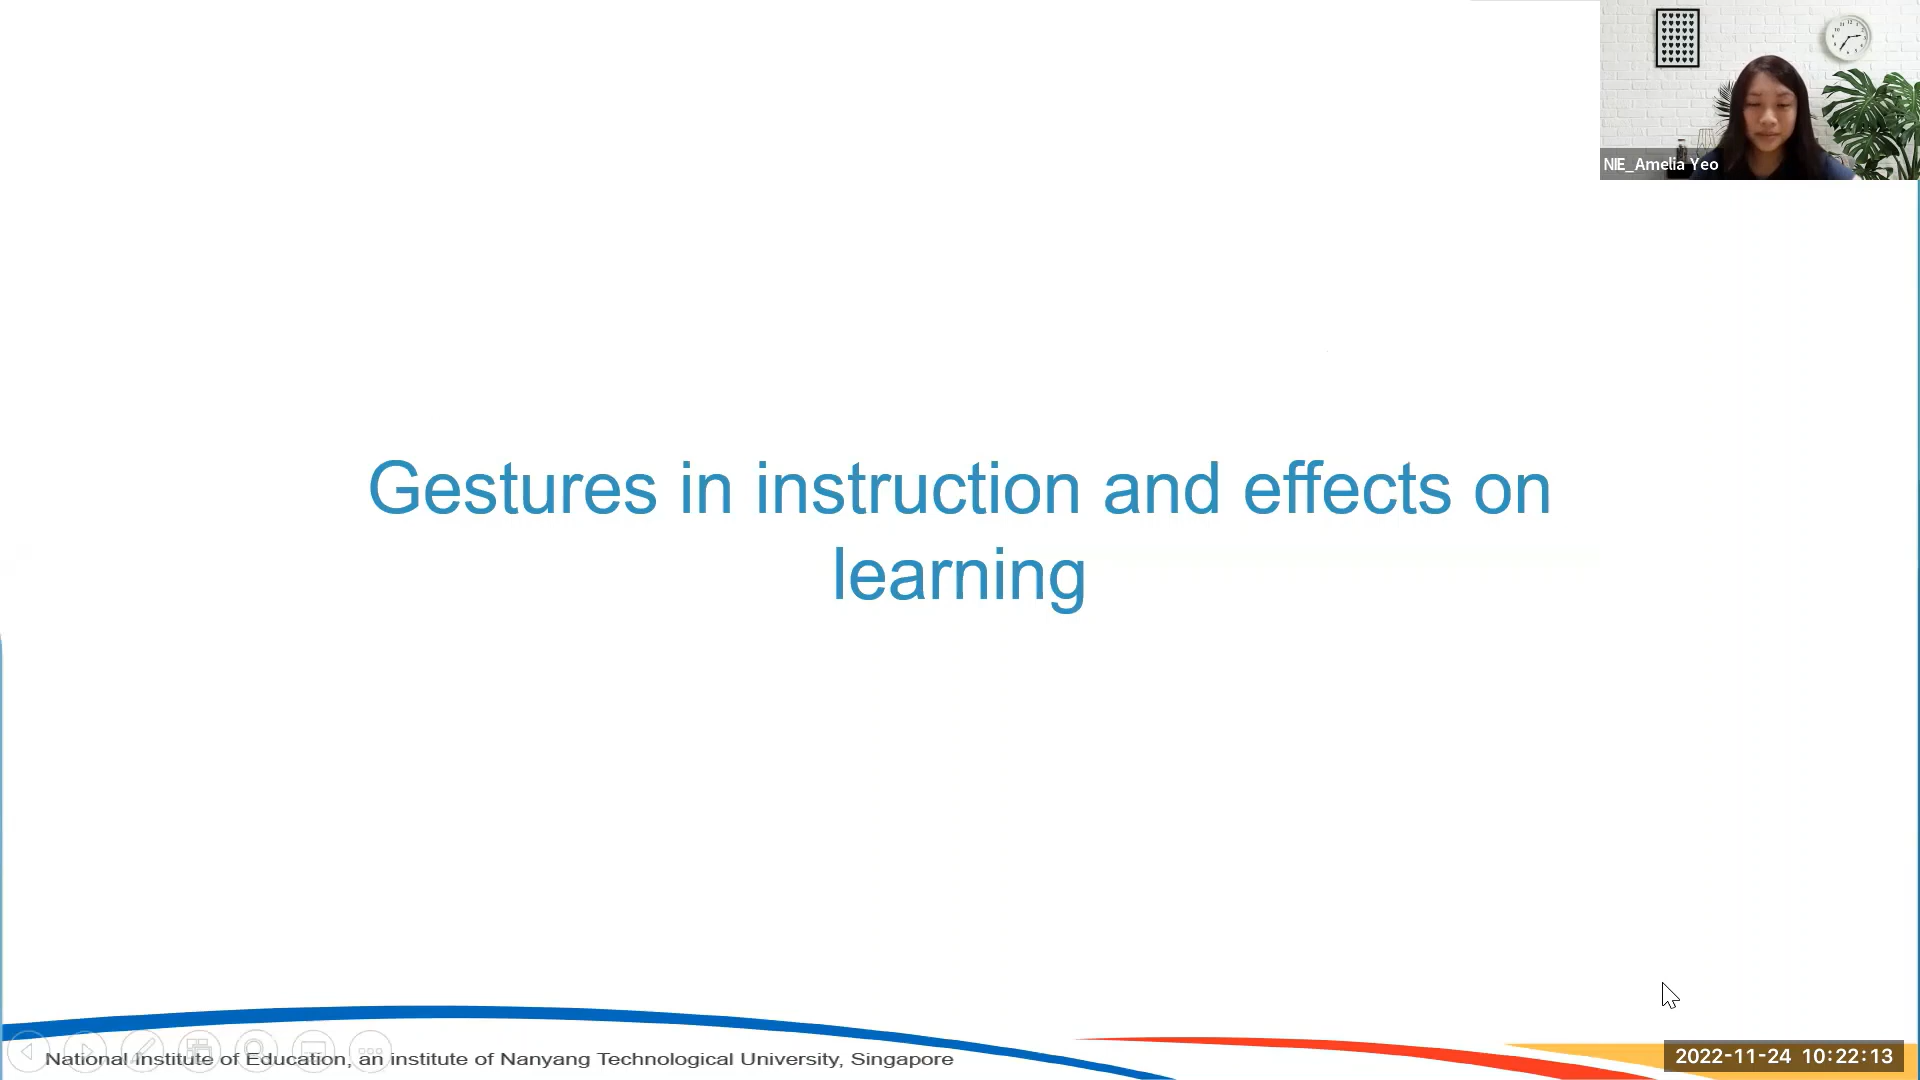 NIE_Amelia Yeo
Gestures in instruction and effects on
learning
National Institute of Education, an institute of Nanyang Technological University, Singapore
2022-11-24 10:22:13